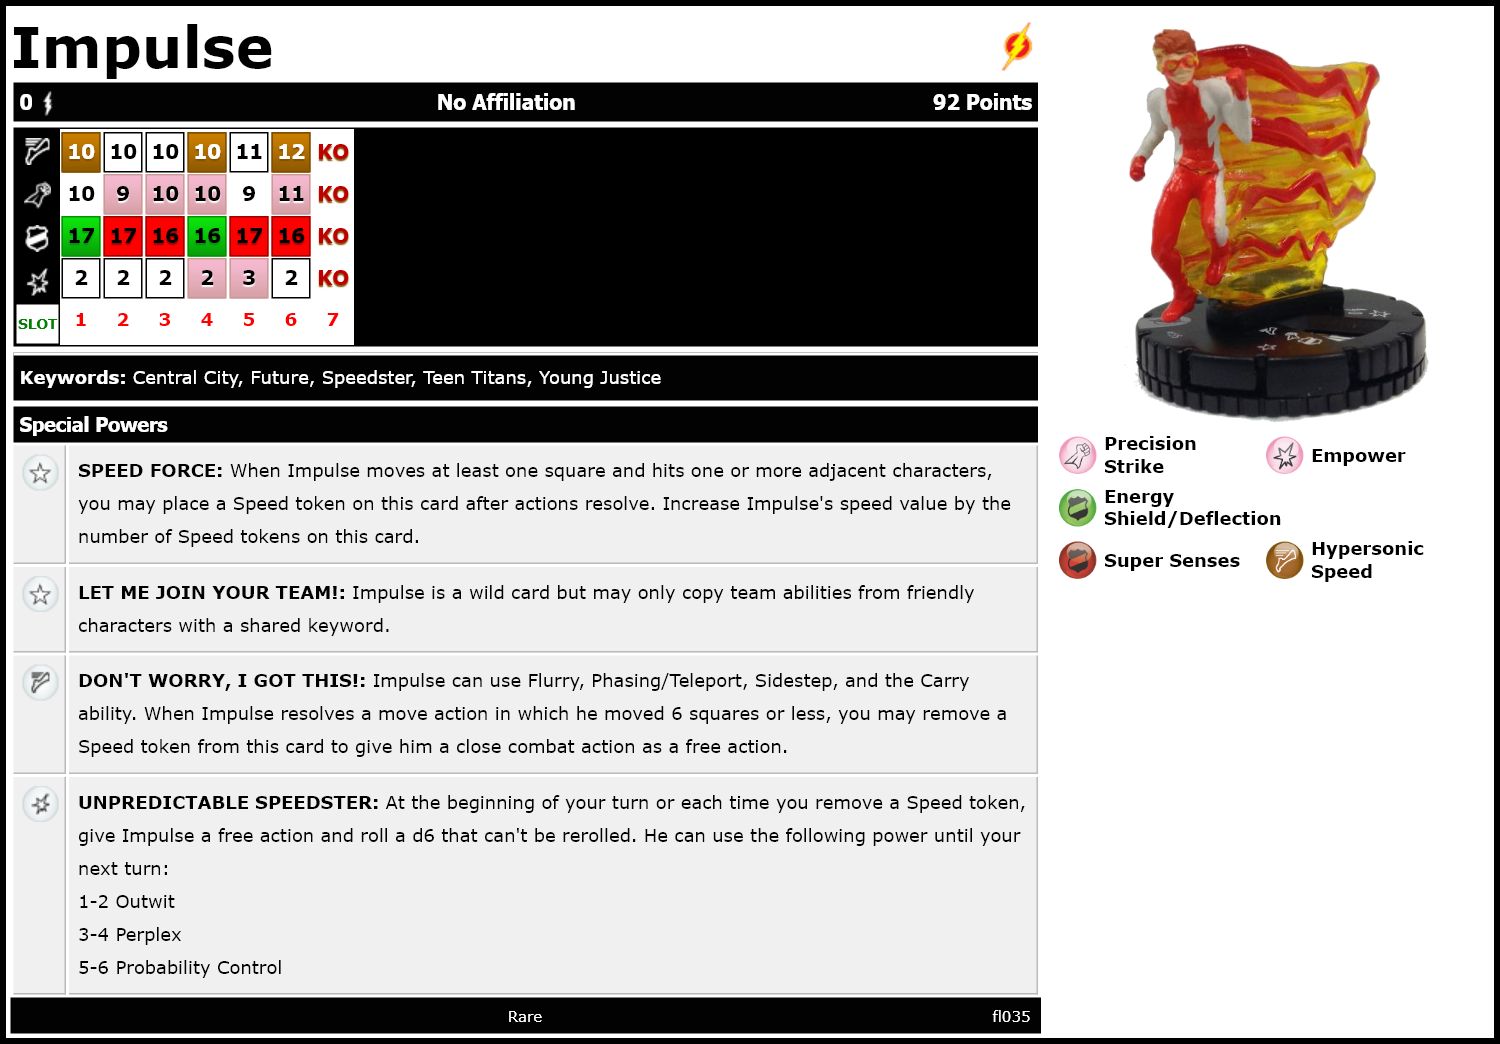 Impulse
0 No Affiliation 92 Points
10 10 10 10 11 12 KO
10 9 10 10 9 11 KO
17 17 16 16 17 16 KO
2 2 2 2 3 2 KO
SLOT 1 2 3 4 5 6 7
Keywords: Central City, Future, Speedster, Teen Titans, Young Justice
Special Powers
SPEED FORCE: When Impulse moves at least one square and hits one or more adjacent characters,
you may place a Speed token on this card after actions resolve. Increase Impulse's speed value by the
number of Speed tokens on this card.
LET ME JOIN YOUR TEAM!: Impulse is a wild card but may only copy team abilities from friendly
characters with a shared keyword.
DON'T WORRY, I GOT THIS!: Impulse can use Flurry, Phasing/Teleport, Sidestep, and the Carry
ability. When Impulse resolves a move action in which he moved 6 squares or less, you may remove a
Speed token from this card to give him a close combat action as a free action.
UNPREDICTABLE SPEEDSTER: At the beginning of your turn or each time you remove a Speed token,
give Impulse a free action and roll a d6 that can't be rerolled. He can use the following power until your
next turn:
1-2 Outwit
3-4 Perplex
5-6 Probability Control
Rare fl035
Precision
Strike
Empower
Energy
Shield/Deflection
Super Senses
Hypersonic
Speed